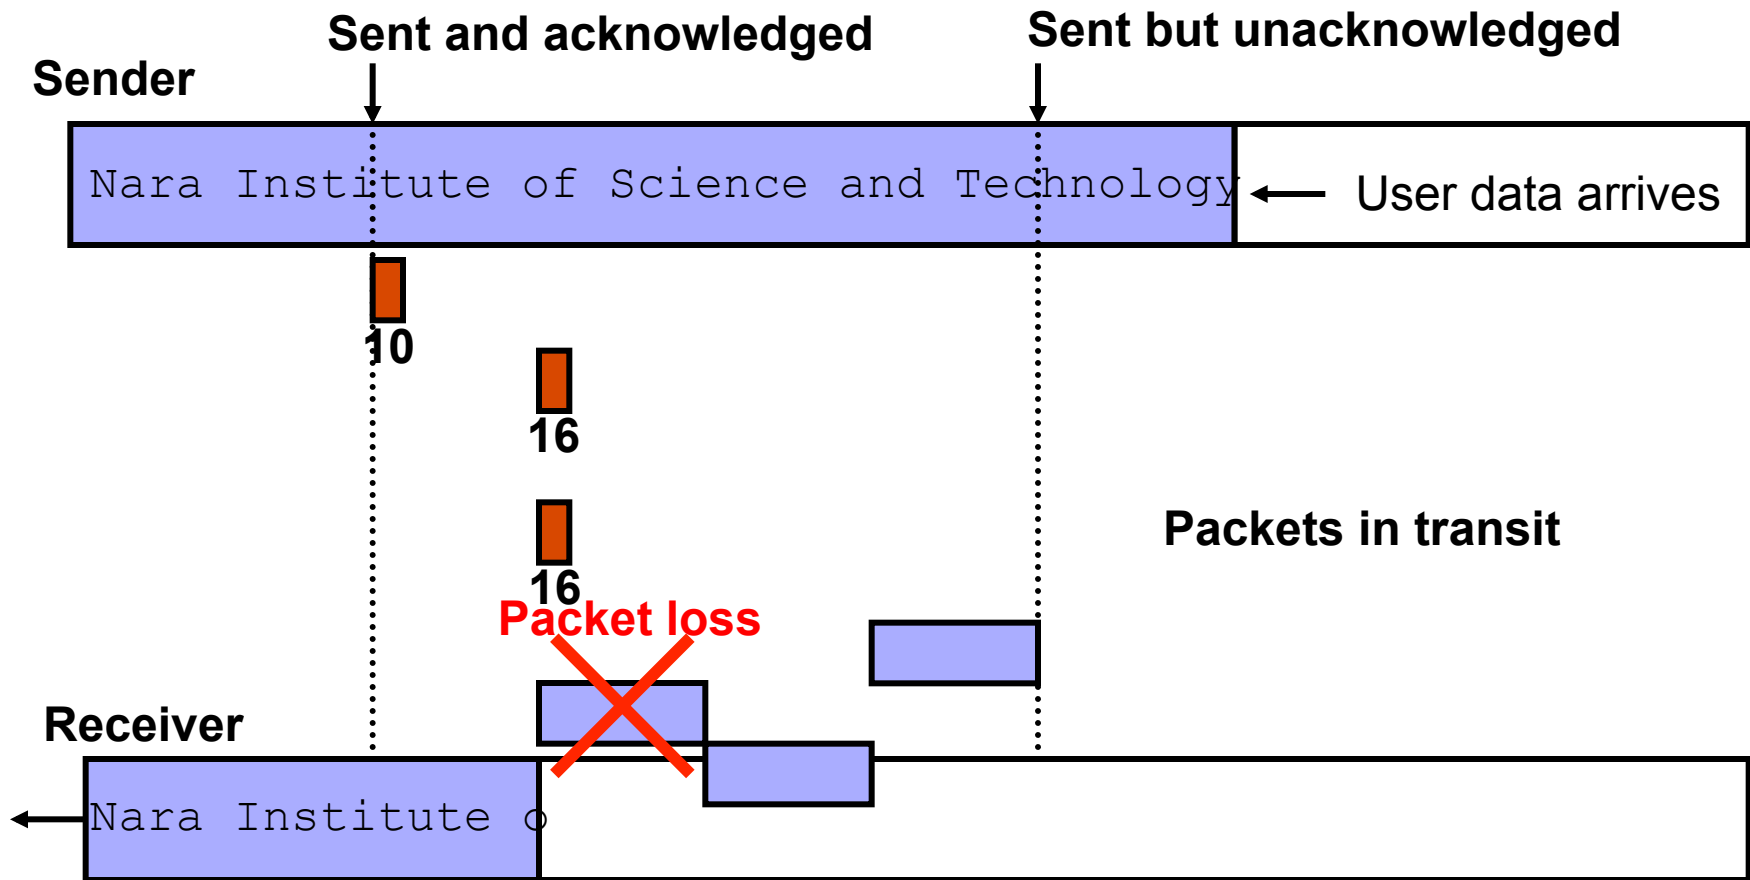 Sent and acknowledged
Sent but unacknowledged
Sender
Nara Institute of Science and Technology
User data arrives
10
16
Packets in transit
16
Packet loss
Receiver
Nara Institute o